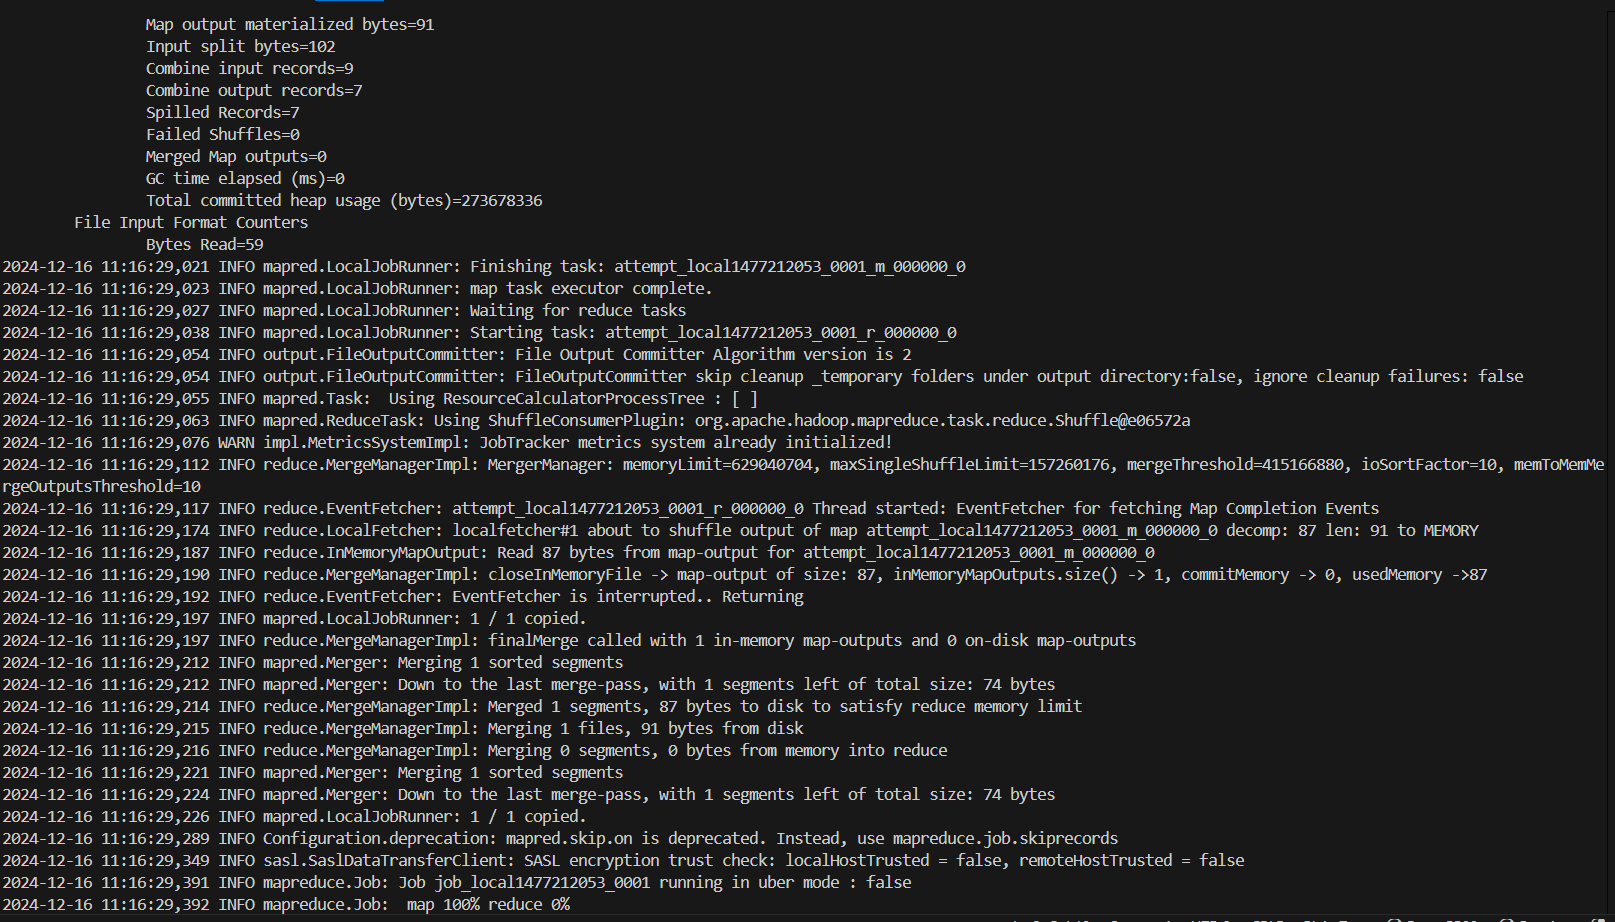 Map output materialized bytes=91
Input split bytes=102
Combine input records=9
Combine output records=7
Spilled Records=7
Failed Shuffles=0
Merged Map outputs=0
GC time elapsed (ms)=0
Total committed heap usage (bytes)=273678336
File Input Format Counters
Bytes Read=59
2024-12-16 11:16:29,021 INFO mapred.LocalJobRunner: Finishing task: attempt_local1477212053_0001_m_000000_0
2024-12-16 11:16:29,023 INFO mapred.LocalJobRunner: map task executor complete.
2024-12-16 11:16:29,027 INFO mapred.LocalJobRunner: Waiting for reduce tasks
2024-12-16 11:16:29,038 INFO mapred.LocalJobRunner: Starting task: attempt_local1477212053_0001_r_000000_0
2024-12-16 11:16:29,054 INFO output.FileOutputCommitter: File Output Committer Algorithm version is 2
2024-12-16 11:16:29,054 INFO output.FileOutputCommitter: FileOutputCommitter skip cleanup _temporary folders under output directory:false, ignore cleanup failures: false
2024-12-16 11:16:29,055 INFO mapred.Task:  Using ResourceCalculatorProcessTree : [ ]
2024-12-16 11:16:29,063 INFO mapred.ReduceTask: Using ShuffleConsumerPlugin: org.apache.hadoop.mapreduce.task.reduce.Shuffle@e06572a
2024-12-16 11:16:29,076 WARN impl.MetricsSystemImpl: JobTracker metrics system already initialized!
2024-12-16 11:16:29,112 INFO reduce.MergeManagerImpl: MergerManager: memoryLimit=629040704, maxSingleShuffleLimit=157260176, mergeThreshold=415166880, ioSortFactor=10, memToMemMe
rgeOutputsThreshold=10
2024-12-16 11:16:29,117 INFO reduce.EventFetcher: attempt_local1477212053_0001_r_000000_0 Thread started: EventFetcher for fetching Map Completion Events
2024-12-16 11:16:29,174 INFO reduce.LocalFetcher: localfetcher#1 about to shuffle output of map attempt_local1477212053_0001_m_000000_0 decomp: 87 len: 91 to MEMORY
2024-12-16 11:16:29,187 INFO reduce.InMemoryMapOutput: Read 87 bytes from map-output for attempt_local1477212053_0001_m_000000_0
2024-12-16 11:16:29,190 INFO reduce.MergeManagerImpl: closeInMemoryFile -> map-output of size: 87, inMemoryMapOutputs.size() -> 1, commitMemory -> 0, usedMemory ->87
2024-12-16 11:16:29,192 INFO reduce.EventFetcher: EventFetcher is interrupted.. Returning
2024-12-16 11:16:29,197 INFO mapred.LocalJobRunner: 1 / 1 copied.
2024-12-16 11:16:29,197 INFO reduce.MergeManagerImpl: finalMerge called with 1 in-memory map-outputs and 0 on-disk map-outputs
2024-12-16 11:16:29,212 INFO mapred.Merger: Merging 1 sorted segments
2024-12-16 11:16:29,212 INFO mapred.Merger: Down to the last merge-pass, with 1 segments left of total size: 74 bytes
2024-12-16 11:16:29,214 INFO reduce.MergeManagerImpl: Merged 1 segments, 87 bytes to disk to satisfy reduce memory limit
2024-12-16 11:16:29,215 INFO reduce.MergeManagerImpl: Merging 1 files, 91 bytes from disk
2024-12-16 11:16:29,216 INFO reduce.MergeManagerImpl: Merging 0 segments, 0 bytes from memory into reduce
2024-12-16 11:16:29,221 INFO mapred.Merger: Merging 1 sorted segments
2024-12-16 11:16:29,224 INFO mapred.Merger: Down to the last merge-pass, with 1 segments left of total size: 74 bytes
2024-12-16 11:16:29,226 INFO mapred.LocalJobRunner: 1 / 1 copied.
2024-12-16 11:16:29,289 INFO Configuration.deprecation: mapred.skip.on is deprecated. Instead, use mapreduce.job.skiprecords
2024-12-16 11:16:29,349 INFO sasl.SaslDataTransferClient: SASL encryption trust check: localHostTrusted = false, remoteHostTrusted = false
2024-12-16 11:16:29,391 INFO mapreduce.Job: Job job_local1477212053_0001 running in uber mode : false
2024-12-16 11:16:29,392 INFO mapreduce.Job:  map 100% reduce 0%